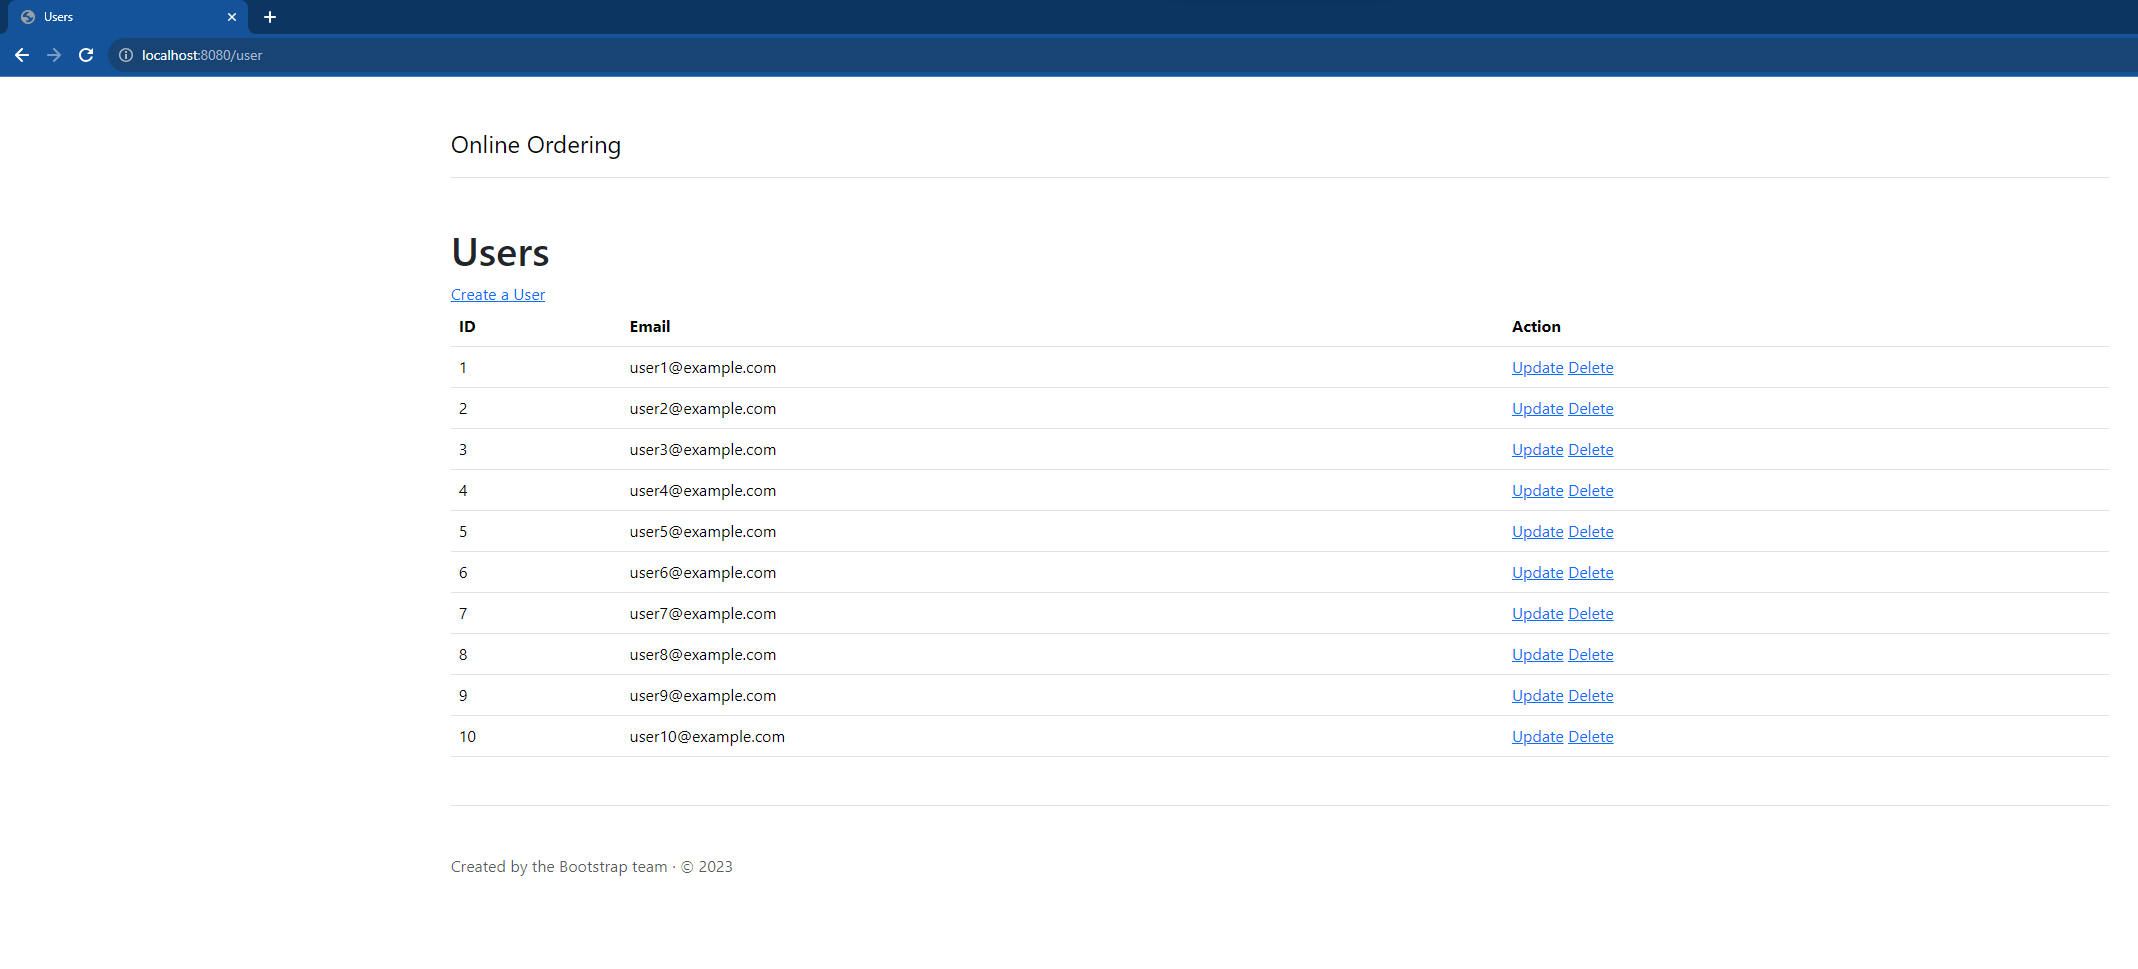 Users
localhost:8080/user
Online Ordering
Users
Create a User
ID Email Action
1 user1@example.com Update Delete
2 user2@example.com Update Delete
3 user3@example.com Update Delete
4 user4@example.com Update Delete
5 user5@example.com Update Delete
6 user6@example.com Update Delete
7 user7@example.com Update Delete
8 user8@example.com Update Delete
9 user9@example.com Update Delete
10 user10@example.com Update Delete
Created by the Bootstrap team · © 2023